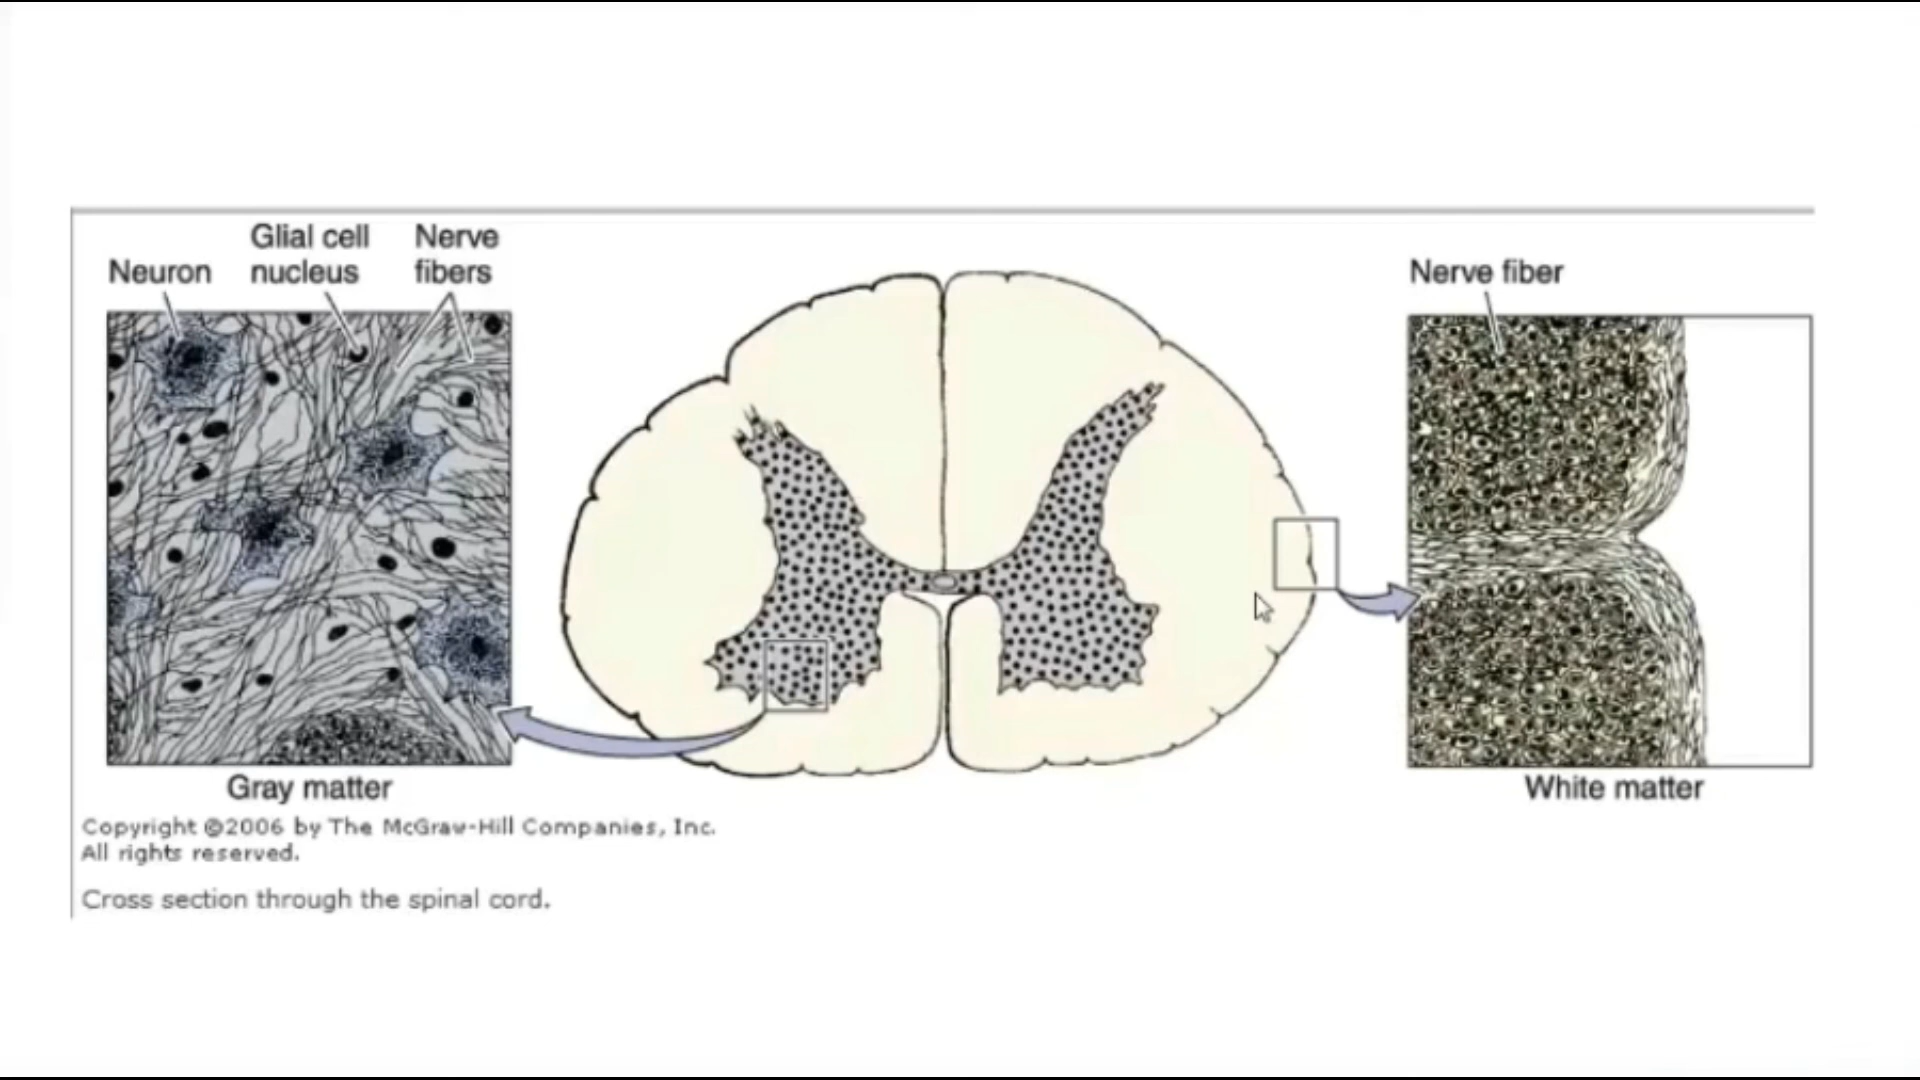 Neuron
Glial cell
nucleus
Nerve
fibers
Nerve fiber
Gray matter
White matter
Copyright ©2006 by The McGraw-Hill Companies, Inc.
All rights reserved.
Cross section through the spinal cord.